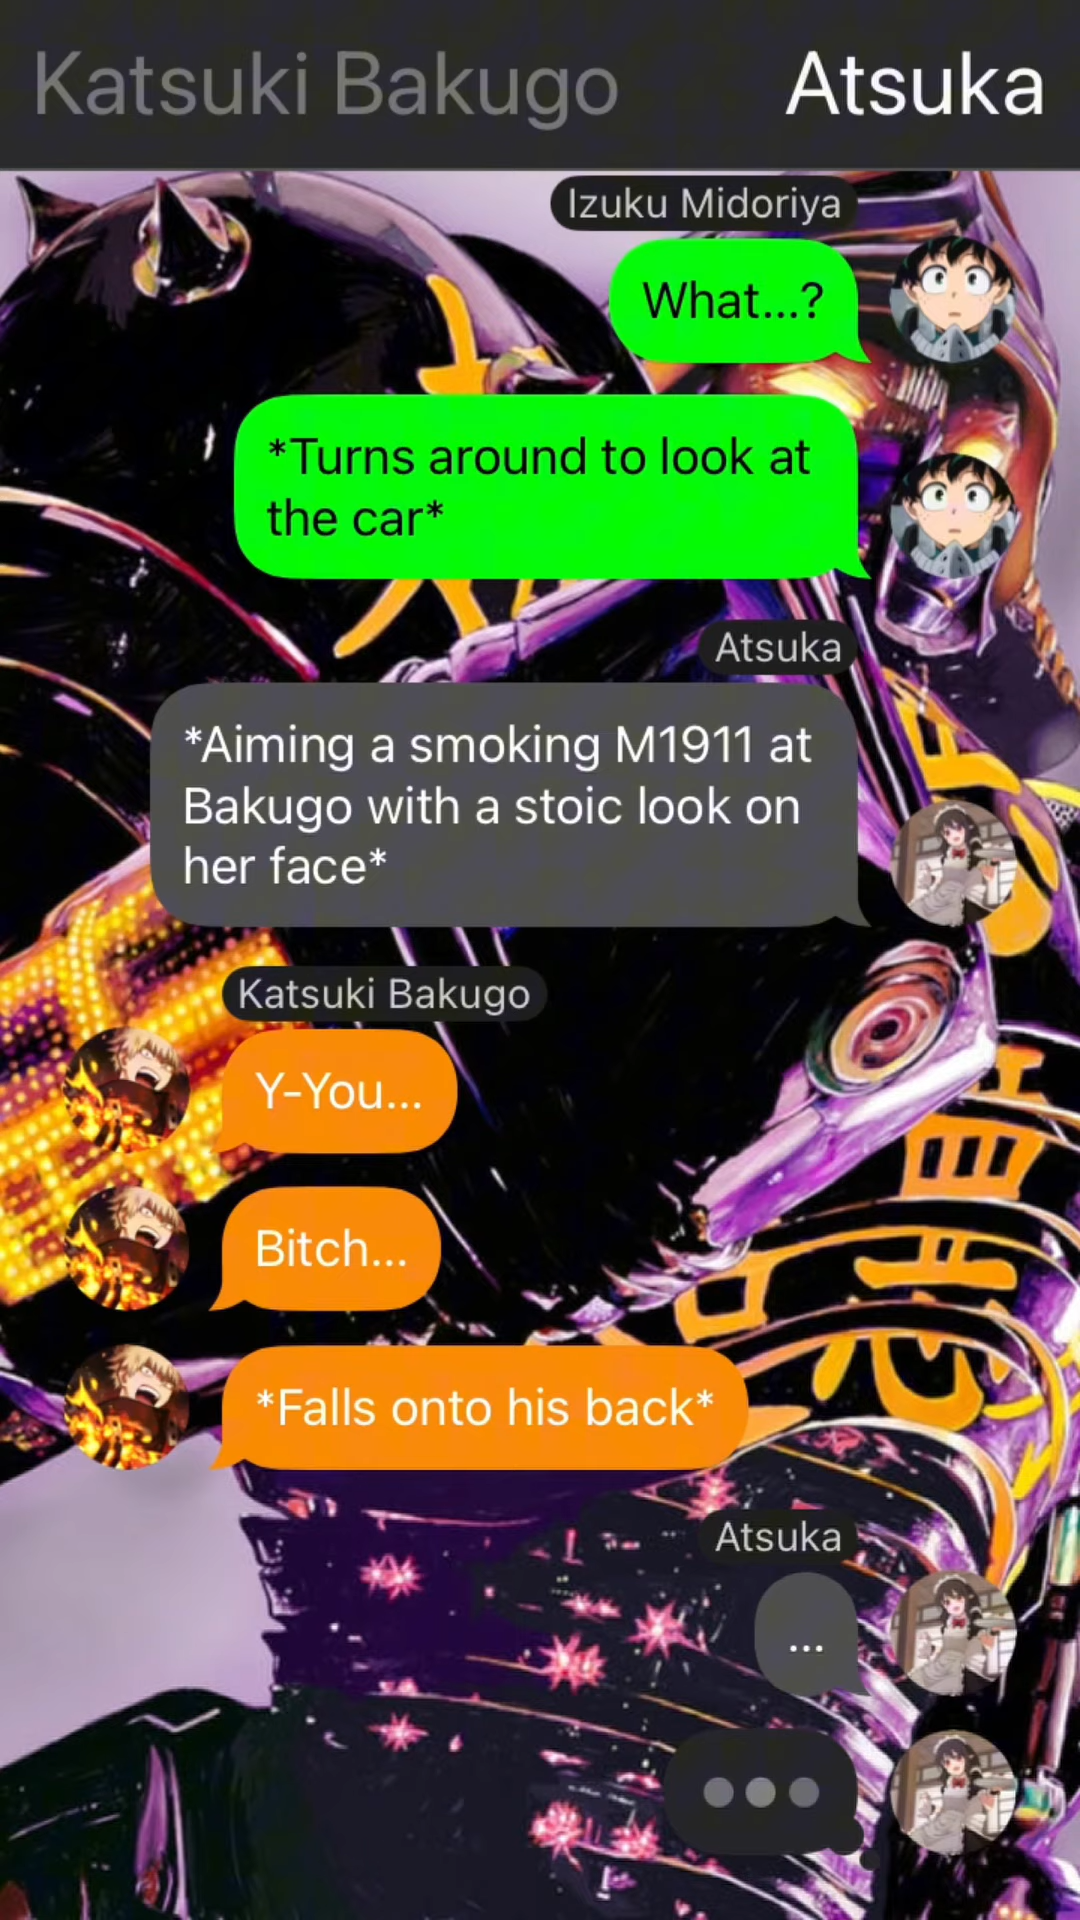 Katsuki Bakugo Atsuka
Izuku Midoriya
What...?
*Turns around to look at
the car*
Atsuka
*Aiming a smoking M1911 at
Bakugo with a stoic look on
her face*
Katsuki Bakugo
Y-You...
Bitch...
*Falls onto his back*
Atsuka
...